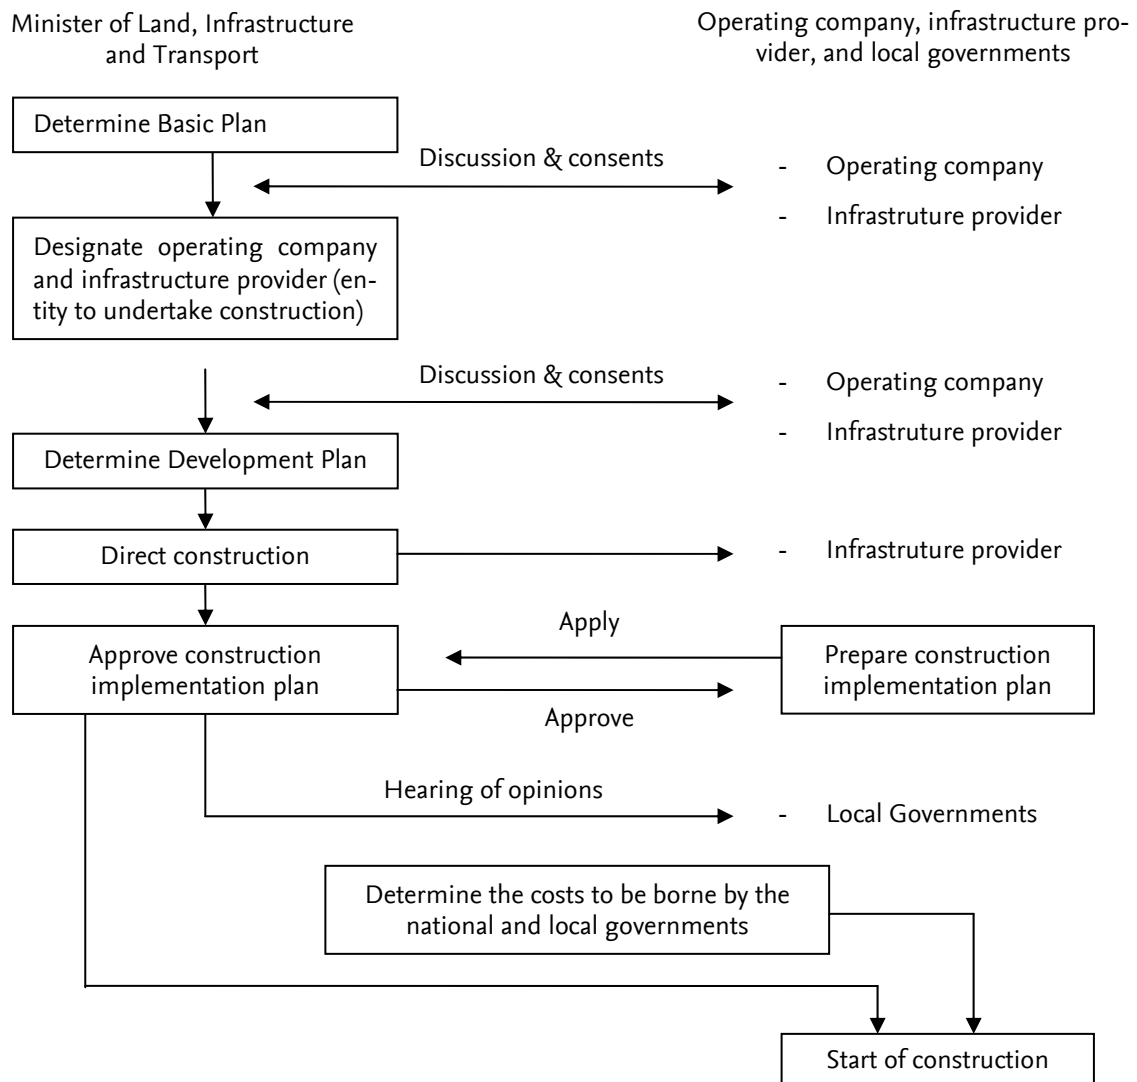 Minister of Land, Infrastructure
and Transport
Operating company, infrastructure pro-
vider, and local governments
Determine Basic Plan
Discussion & consents
- Operating company
- Infrastruture provider
Designate operating company
and infrastructure provider (en-
tity to undertake construction)
Discussion & consents
- Operating company
- Infrastruture provider
Determine Development Plan
Direct construction
- Infrastruture provider
Apply
Approve construction
implementation plan
Prepare construction
implementation plan
Approve
Hearing of opinions
- Local Governments
Determine the costs to be borne by the
national and local governments
Start of construction